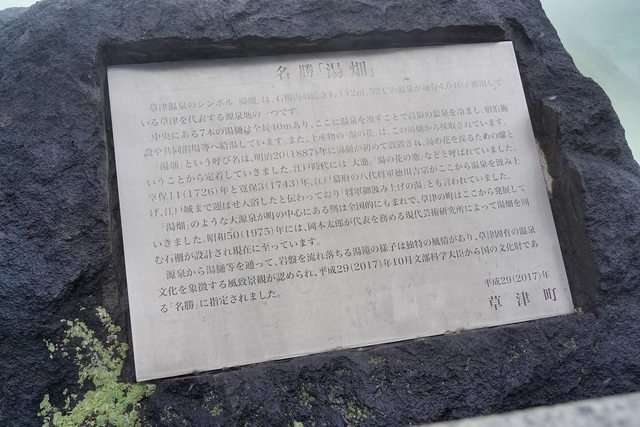 名勝「湯畑」
草津温泉のシンボル「湯畑」は、石柵内の広さ1,112㎡、52℃の温泉が毎分4,040ℓ湧出して
いる草津を代表する源泉地の一つです。
中央にある7本の湯樋は全長40mあり、ここに温泉を流すことで高温の温泉を冷まし、宿泊施
設や共同浴場等へ給湯しています。また、土産物の「湯の花」は、この湯樋から採取されています。
「湯畑」という呼び名は、明治20(1887)年に湯樋が初めて設置され、湯の花を採るための畑と
いうことから定着していきました。江戸時代には「大池」「湯の花の池」などと呼ばれていました。
享保11(1726)年と寛保3(1743)年、江戸幕府の八代将軍徳川吉宗がここから温泉を汲み上
げ、江戸城まで運ばせ入浴したと伝わっており「将軍御汲み上げの湯」とも言われていました。
「湯畑」のような大源泉が町の中心にある例は全国的にもまれで、草津の町はここから発展して
いきました。昭和50(1975)年には、岡本太郎が代表を務める現代芸術研究所によって湯畑を囲
む石柵が設計され現在に至っています。
源泉から湯樋等を通って、岩盤を流れ落ちる湯滝の様子は独特の風情があり、草津固有の温泉
文化を象徴する風致景観が認められ、平成29(2017)年10月文部科学大臣から国の文化財であ
る「名勝」に指定されました。
平成29(2017)年
草津町